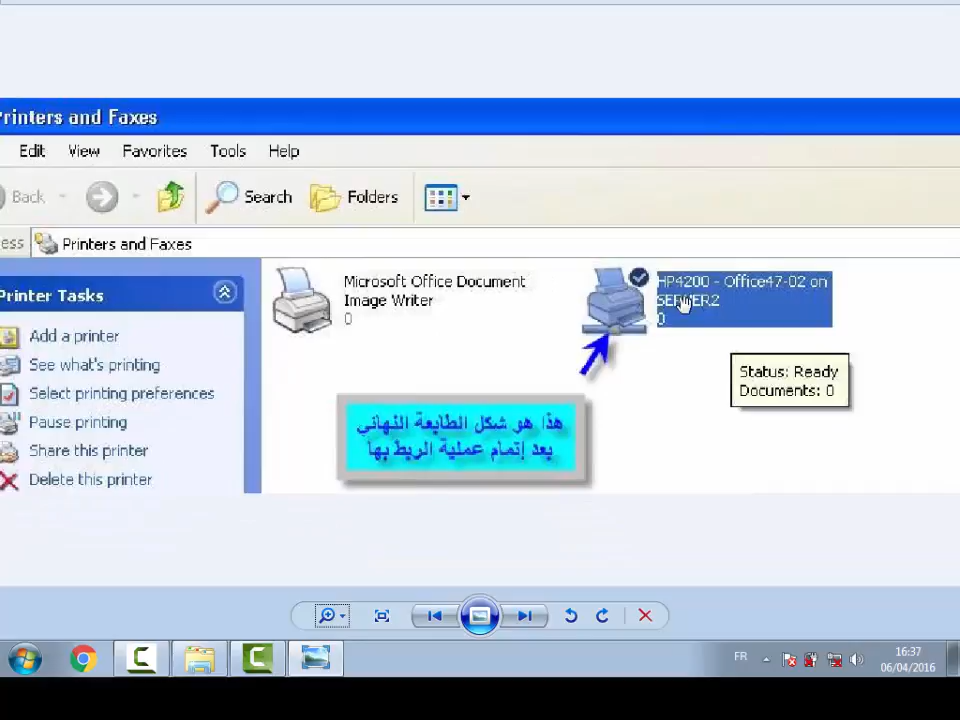 Printers and Faxes
Edit View Favorites Tools Help
Back Search Folders
ess Printers and Faxes
Printer Tasks
Add a printer
See what's printing
Select printing preferences
Pause printing
Share this printer
Delete this printer
Microsoft Office Document
Image Writer
0
HP4200 - Office47-02 on
SERVER2
0
Status: Ready
Documents: 0
هذا هو شكل الطابعة النهائي
بعد إتمام عملية الربط بها
FR
16:37
06/04/2016